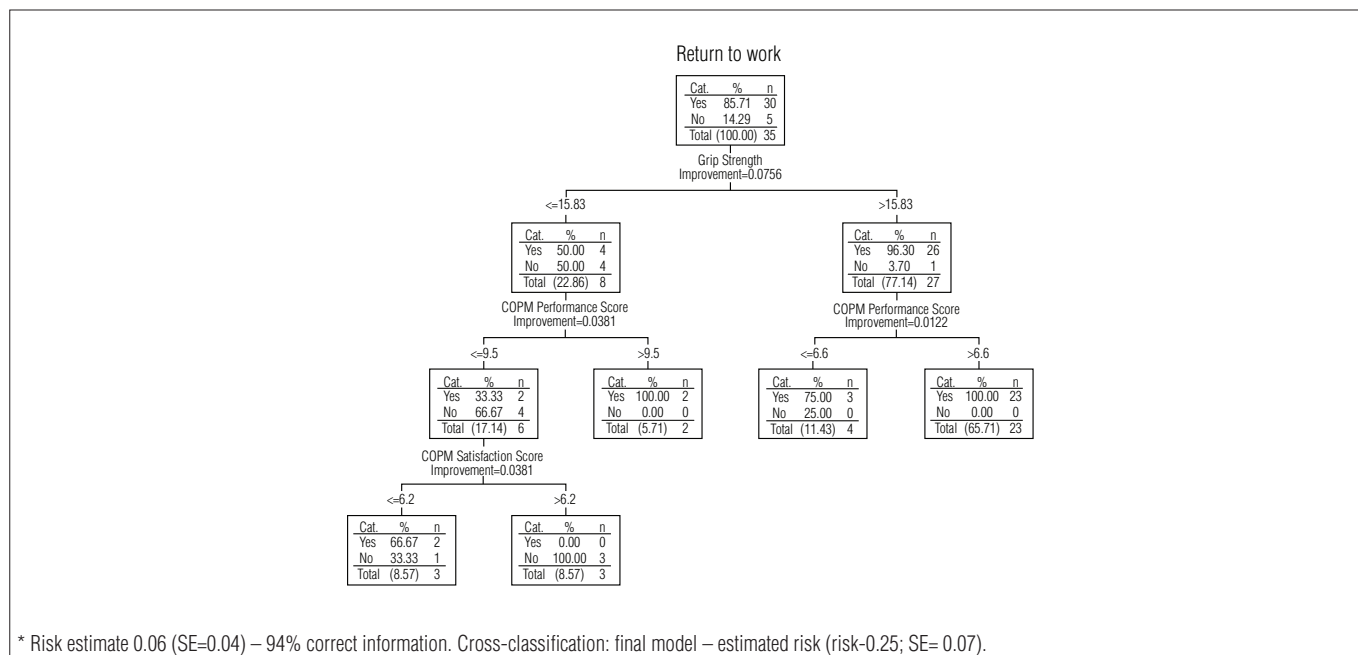 Return to work
Cat. % n
Yes 85.71 30
No 14.29 5
Total (100.00) 35
Grip Strength
Improvement=0.0756
<=15.83 >15.83
Cat. % n
Yes 50.00 4
No 50.00 4
Total (22.86) 8
Cat. % n
Yes 96.30 26
No 3.70 1
Total (77.14) 27
COPM Performance Score
Improvement=0.0381
COPM Performance Score
Improvement=0.0122
<=9.5 >9.5 <=6.6 >6.6
Cat. % n
Yes 33.33 2
No 66.67 4
Total (17.14) 6
Cat. % n
Yes 100.00 2
No 0.00 0
Total (5.71) 2
Cat. % n
Yes 75.00 3
No 25.00 0
Total (11.43) 4
Cat. % n
Yes 100.00 23
No 0.00 0
Total (65.71) 23
COPM Satisfaction Score
Improvement=0.0381
<=6.2 >6.2
Cat. % n
Yes 66.67 2
No 33.33 1
Total (8.57) 3
Cat. % n
Yes 0.00 0
No 100.00 3
Total (8.57) 3
* Risk estimate 0.06 (SE=0.04) – 94% correct information. Cross-classification: final model – estimated risk (risk-0.25; SE= 0.07).